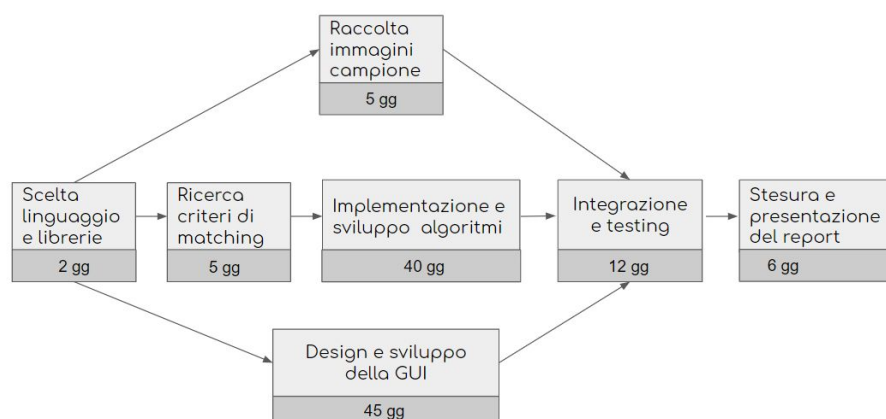 Raccolta
immagini
campione
5 gg
Scelta
linguaggio
e librerie
2 gg
Ricerca
criteri di
matching
5 gg
Implementazione e
sviluppo algoritmi
40 gg
Integrazione
e testing
12 gg
Stesura e
presentazione
del report
6 gg
Design e sviluppo
della GUI
45 gg